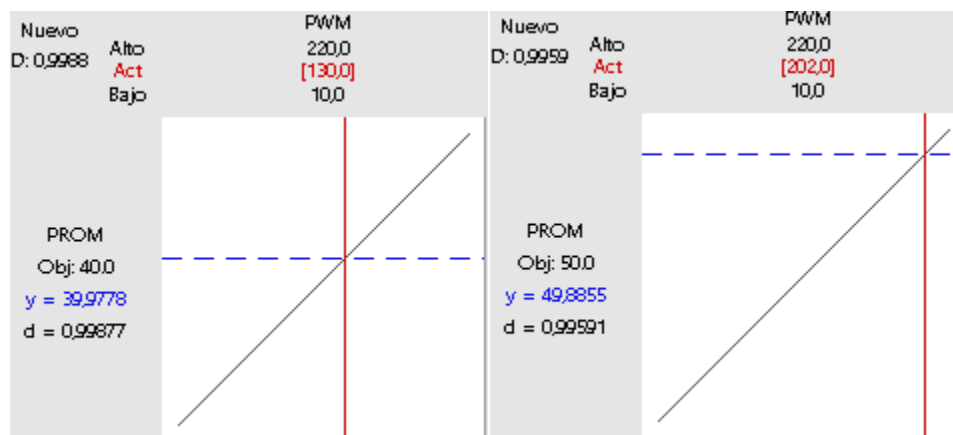 Nuevo
D: 0,9988
Alto
Act
Bajo
PWM
220,0
[130,0]
10,0
PROM
Obj: 40.0
y = 39,9778
d = 0,99877
Nuevo
D: 0,9959
Alto
Act
Bajo
PWM
220,0
[202,0]
10,0
PROM
Obj: 50.0
y = 49,8855
d = 0,99591